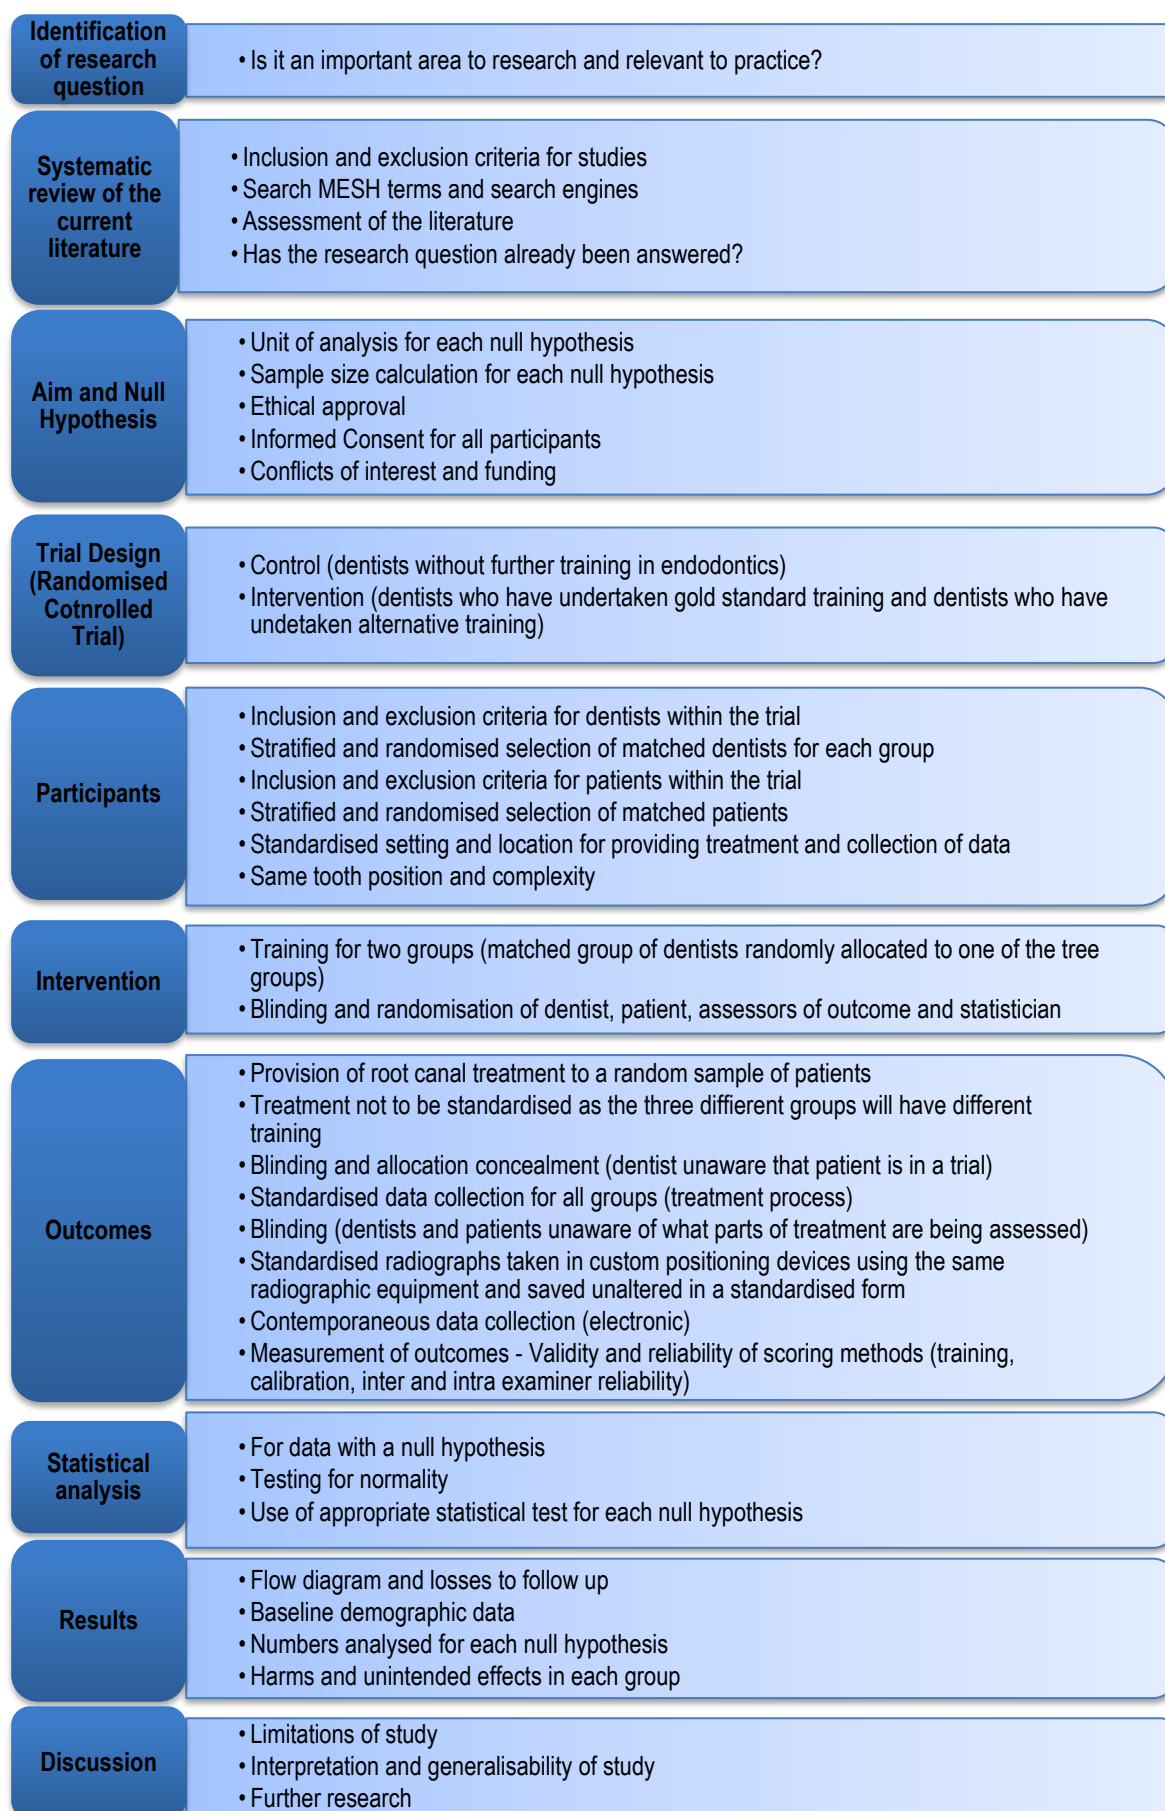 Identification
of research
question
• Is it an important area to research and relevant to practice?
Systematic
review of the
current
literature
• Inclusion and exclusion criteria for studies
• Search MESH terms and search engines
• Assessment of the literature
• Has the research question already been answered?
Aim and Null
Hypothesis
• Unit of analysis for each null hypothesis
• Sample size calculation for each null hypothesis
• Ethical approval
• Informed Consent for all participants
• Conflicts of interest and funding
Trial Design
(Randomised
Cotnrolled
Trial)
• Control (dentists without further training in endodontics)
• Intervention (dentists who have undertaken gold standard training and dentists who have
undetaken alternative training)
Participants
• Inclusion and exclusion criteria for dentists within the trial
• Stratified and randomised selection of matched dentists for each group
• Inclusion and exclusion criteria for patients within the trial
• Stratified and randomised selection of matched patients
• Standardised setting and location for providing treatment and collection of data
• Same tooth position and complexity
Intervention
• Training for two groups (matched group of dentists randomly allocated to one of the tree
groups)
• Blinding and randomisation of dentist, patient, assessors of outcome and statistician
Outcomes
• Provision of root canal treatment to a random sample of patients
• Treatment not to be standardised as the three diffierent groups will have different
training
• Blinding and allocation concealment (dentist unaware that patient is in a trial)
• Standardised data collection for all groups (treatment process)
• Blinding (dentists and patients unaware of what parts of treatment are being assessed)
• Standardised radiographs taken in custom positioning devices using the same
radiographic equipment and saved unaltered in a standardised form
• Contemporaneous data collection (electronic)
• Measurement of outcomes - Validity and reliability of scoring methods (training,
calibration, inter and intra examiner reliability)
Statistical
analysis
• For data with a null hypothesis
• Testing for normality
• Use of appropriate statistical test for each null hypothesis
Results
• Flow diagram and losses to follow up
• Baseline demographic data
• Numbers analysed for each null hypothesis
• Harms and unintended effects in each group
Discussion
• Limitations of study
• Interpretation and generalisability of study
• Further research